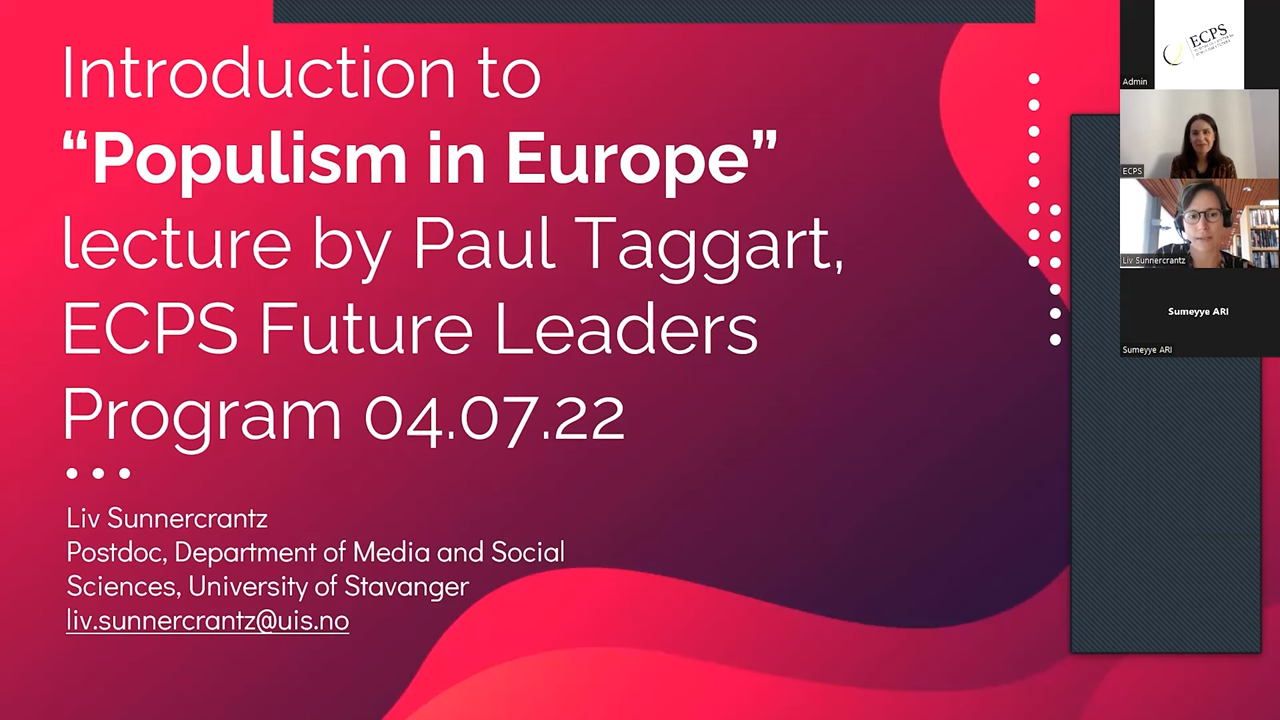 Introduction to
“Populism in Europe”
lecture by Paul Taggart,
ECPS Future Leaders
Program 04.07.22
Liv Sunnercrantz
Postdoc, Department of Media and Social
Sciences, University of Stavanger
liv.sunnercrantz@uis.no
ECPS
Admin
ECPS
Liv Sunnercrantz
Sumeyye ARI
Sumeyye ARI